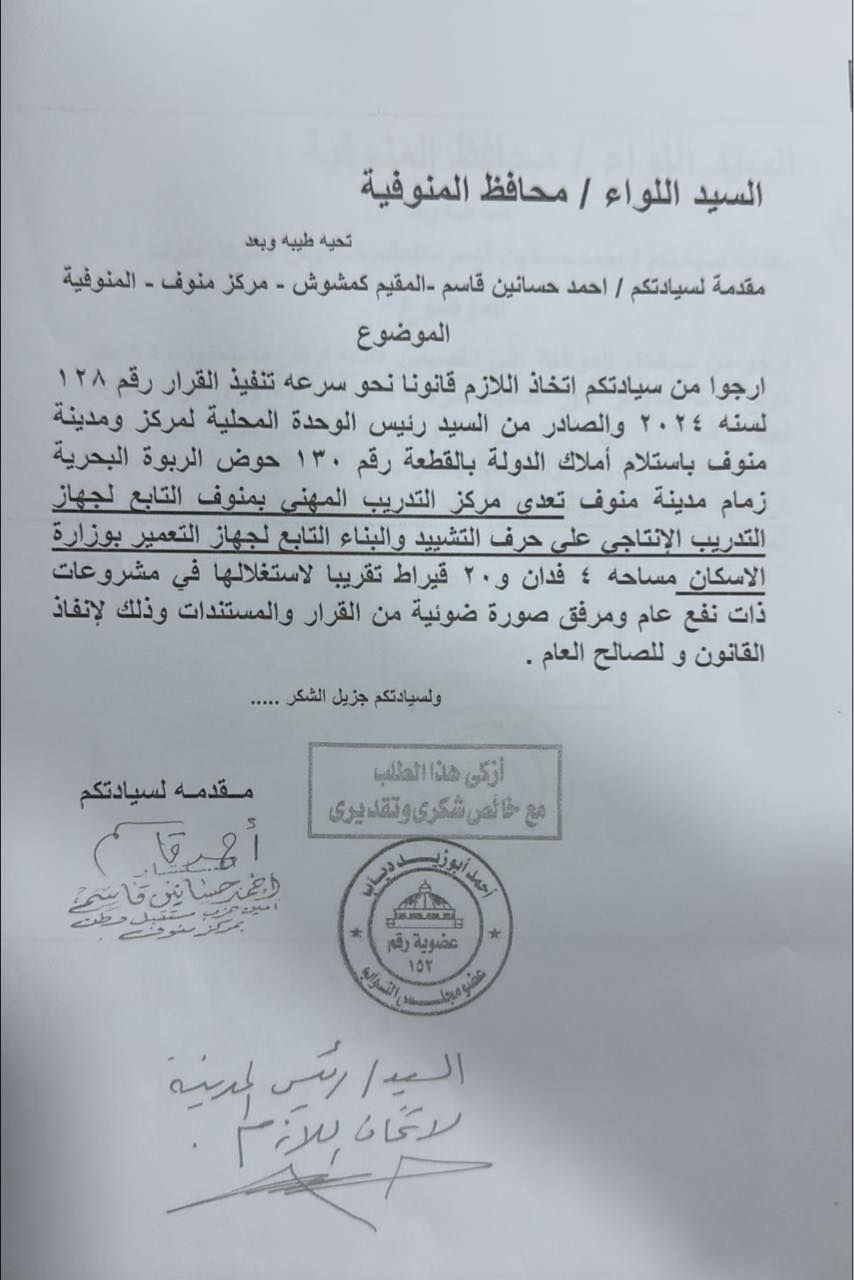 السيد اللواء / محافظ المنوفية
تحيه طيبه وبعد
مقدمة لسيادتكم / احمد حسانين قاسم -المقيم كمشوش - مركز منوف - المنوفية
الموضوع
ارجوا من سيادتكم اتخاذ اللازم قانونا نحو سرعه تنفيذ القرار رقم ١٢٨
لسنه ٢٠٢٤ والصادر من السيد رئيس الوحدة المحلية لمركز ومدينة
منوف باستلام أملاك الدولة بالقطعة رقم ١٣٠ حوض الربوة البحرية
زمام مدينة منوف تعدي مركز التدريب المهني بمنوف التابع لجهاز
التدريب الإنتاجي على حرف التشييد والبناء التابع لجهاز التعمير بوزارة
الاسكان مساحه ٤ فدان و٢٠ قيراط تقريبا لاستغلالها في مشروعات
ذات نفع عام ومرفق صورة ضوئية من القرار والمستندات وذلك لإنفاذ
القانون و للصالح العام .
ولسيادتكم جزيل الشكر .....
أزكى هذا الطلب
مع خالص شكرى وتقديرى
مقدمه لسيادتكم
أحمد قاسم
احمد حسانين قاسم
امين حزب مستقبل وطن
بمركز منوف
أحمد أبوزيد دياب
عضوية رقم
١٥٢
عضو مجلس النواب
السيد / رئيس المدينة
لاتخاذ اللازم .